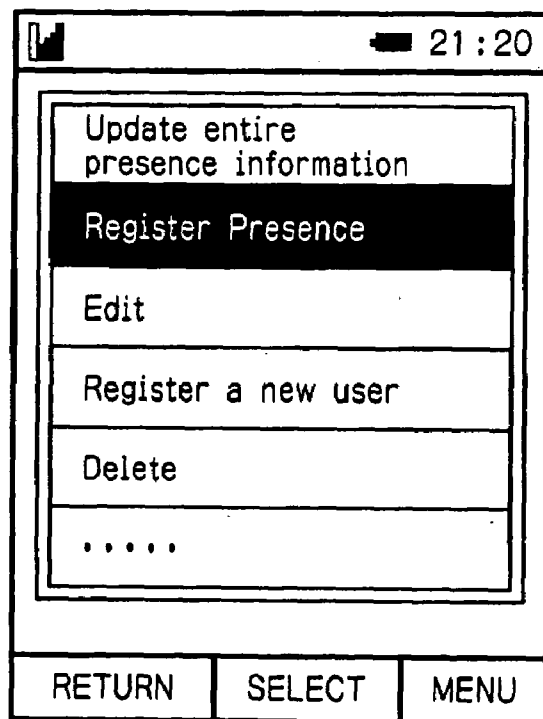 21:20
Update entire
presence information
Register Presence
Edit
Register a new user
Delete
.....
RETURN SELECT MENU